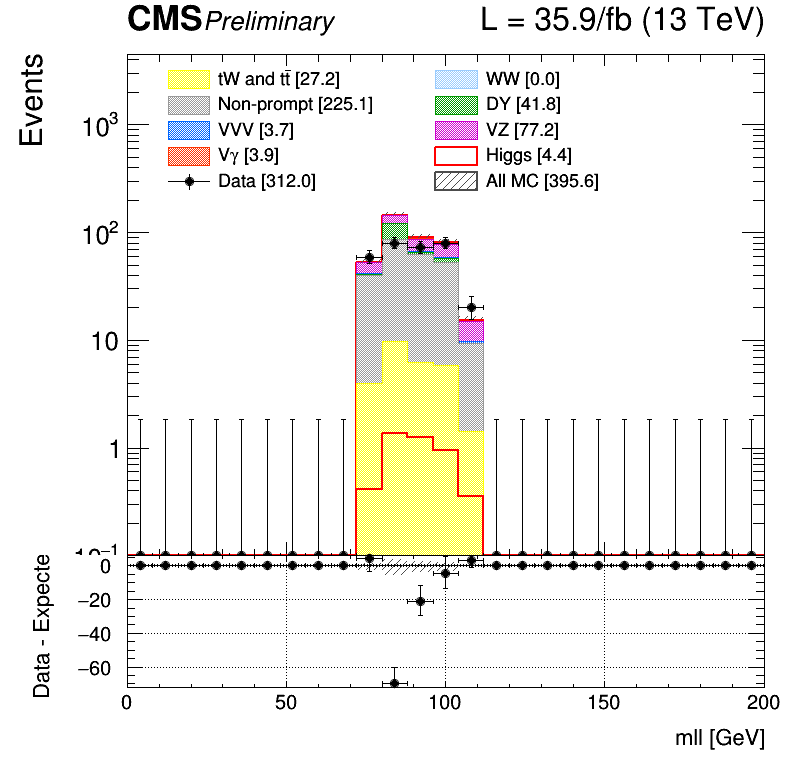 CMS Preliminary L = 35.9/fb (13 TeV)
Events
tW and tt̄ [27.2] WW [0.0]
Non-prompt [225.1] DY [41.8]
VVV [3.7] VZ [77.2]
Vγ [3.9] Higgs [4.4]
Data [312.0] All MC [395.6]
10³
10²
10
1
10⁻¹
Data - Expecte
0
−20
−40
−60
0 50 100 150 200
mll [GeV]